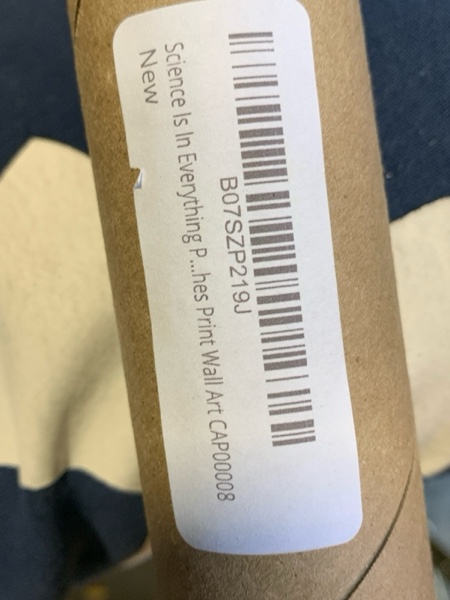 B07SZP219J
Science Is In Everything P...hes Print Wall Art CAP00008
New